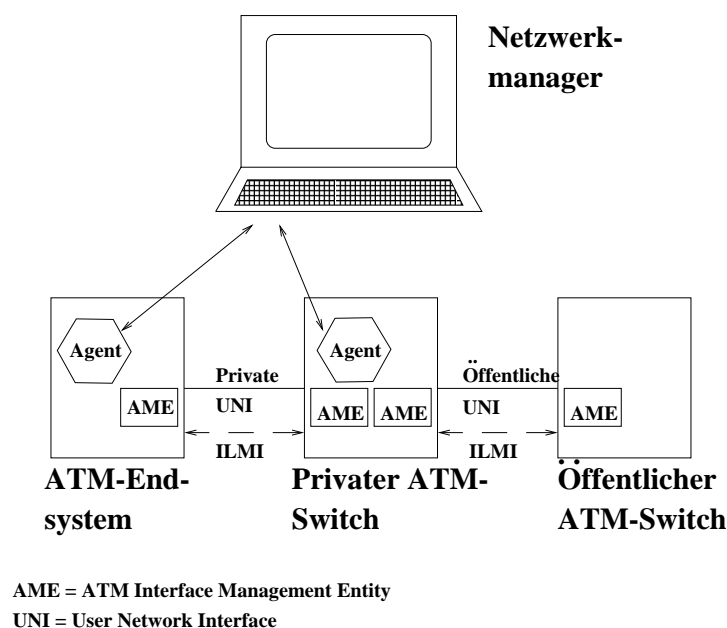 Netzwerk-
manager
Agent
AME
Private
UNI
ILMI
Agent
AME
AME
Öffentliche
UNI
ILMI
AME
ATM-End-
system
Privater ATM-
Switch
Öffentlicher
ATM-Switch
AME = ATM Interface Management Entity
UNI = User Network Interface